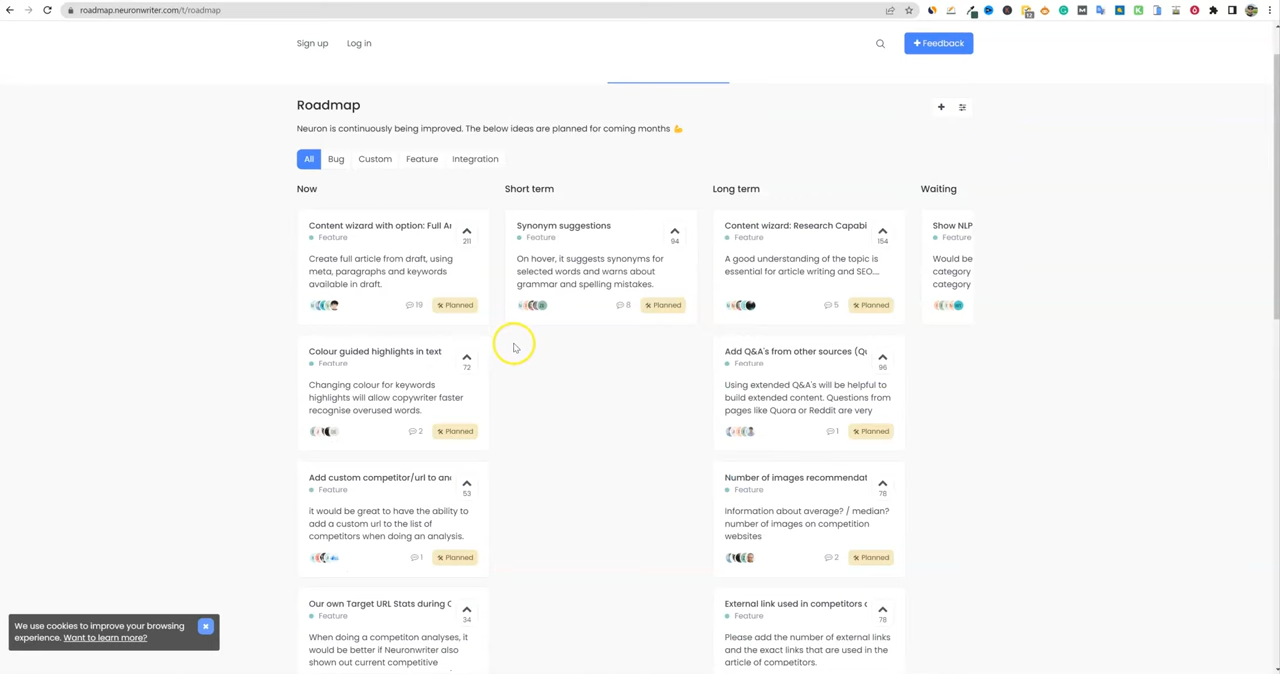 roadmap.neuronwriter.com/t/roadmap
12
Sign up
Log in
Feedback
Roadmap
Neuron is continuously being improved. The below ideas are planned for coming months 💪
All
Bug
Custom
Feature
Integration
Now
Content wizard with option: Full Ar
Feature
211
Create full article from draft, using
meta, paragraphs and keywords
available in draft.
19
Planned
Colour guided highlights in text
Feature
72
Changing colour for keywords
highlights will allow copywriter faster
recognise overused words.
2
Planned
Add custom competitor/url to an
Feature
53
it would be great to have the ability to
add a custom url to the list of
competitors when doing an analysis.
1
Planned
Our own Target URL Stats during
Feature
34
When doing a competiton analyses, it
would be better if Neuronwriter also
shown out current competitive
Short term
Synonym suggestions
Feature
94
On hover, it suggests synonyms for
selected words and warns about
grammar and spelling mistakes.
8
Planned
Long term
Content wizard: Research Capabi
Feature
154
A good understanding of the topic is
essential for article writing and SEO....
5
Planned
Add Q&A's from other sources (Qu
Feature
96
Using extended Q&A's will be helpful to
build extended content. Questions from
pages like Quora or Reddit are very
1
Planned
Number of images recommendat
Feature
78
Information about average? / median?
number of images on competition
websites
2
Planned
External link used in competitors
Feature
78
Please add the number of external links
and the exact links that are used in the
article of competitors.
Waiting
Show NLP
Feature
Would be
category
category
We use cookies to improve your browsing
experience. Want to learn more?